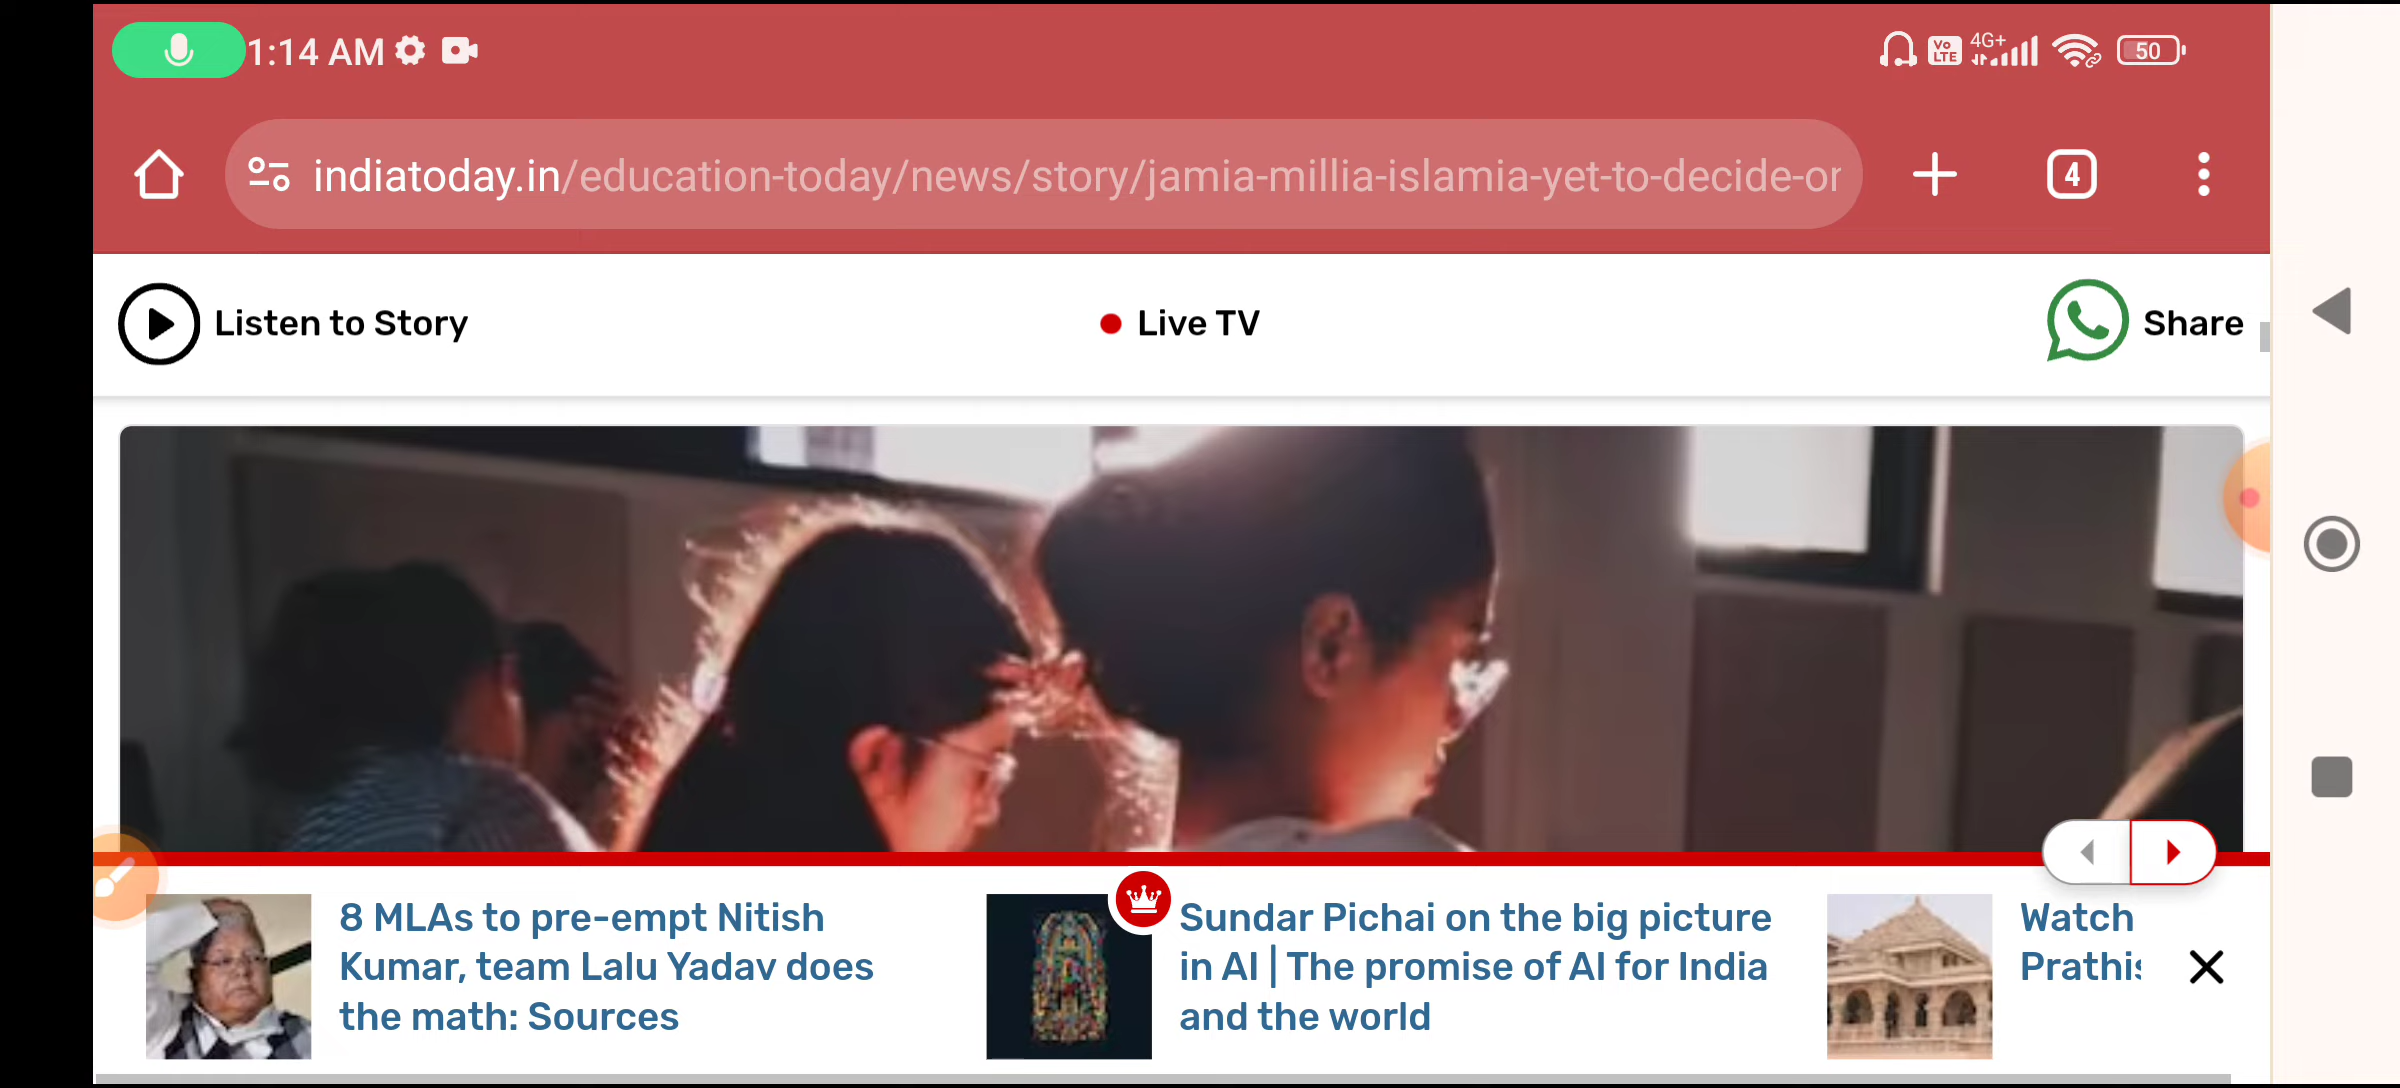 1:14 AM
Vo LTE 4G+ 50
indiatoday.in/education-today/news/story/jamia-millia-islamia-yet-to-decide-or
4
Listen to Story
Live TV
Share
8 MLAs to pre-empt Nitish
Kumar, team Lalu Yadav does
the math: Sources
Sundar Pichai on the big picture
in AI | The promise of AI for India
and the world
Watch
Prathis